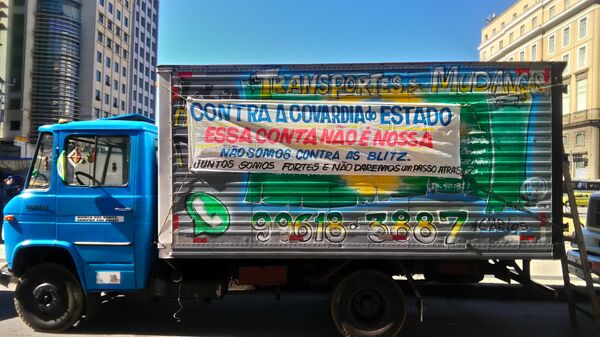 TRANSPORTES & MUDANÇAS
CONTRA A COVARDIA do ESTADO
ESSA CONTA NÃO É NOSSA
NÃO SOMOS CONTRA AS BLITZ.
JUNTOS SOMOS FORTES E NÃO DAREMOS UM PASSO ATRÁS
99618-3887
CARLOS